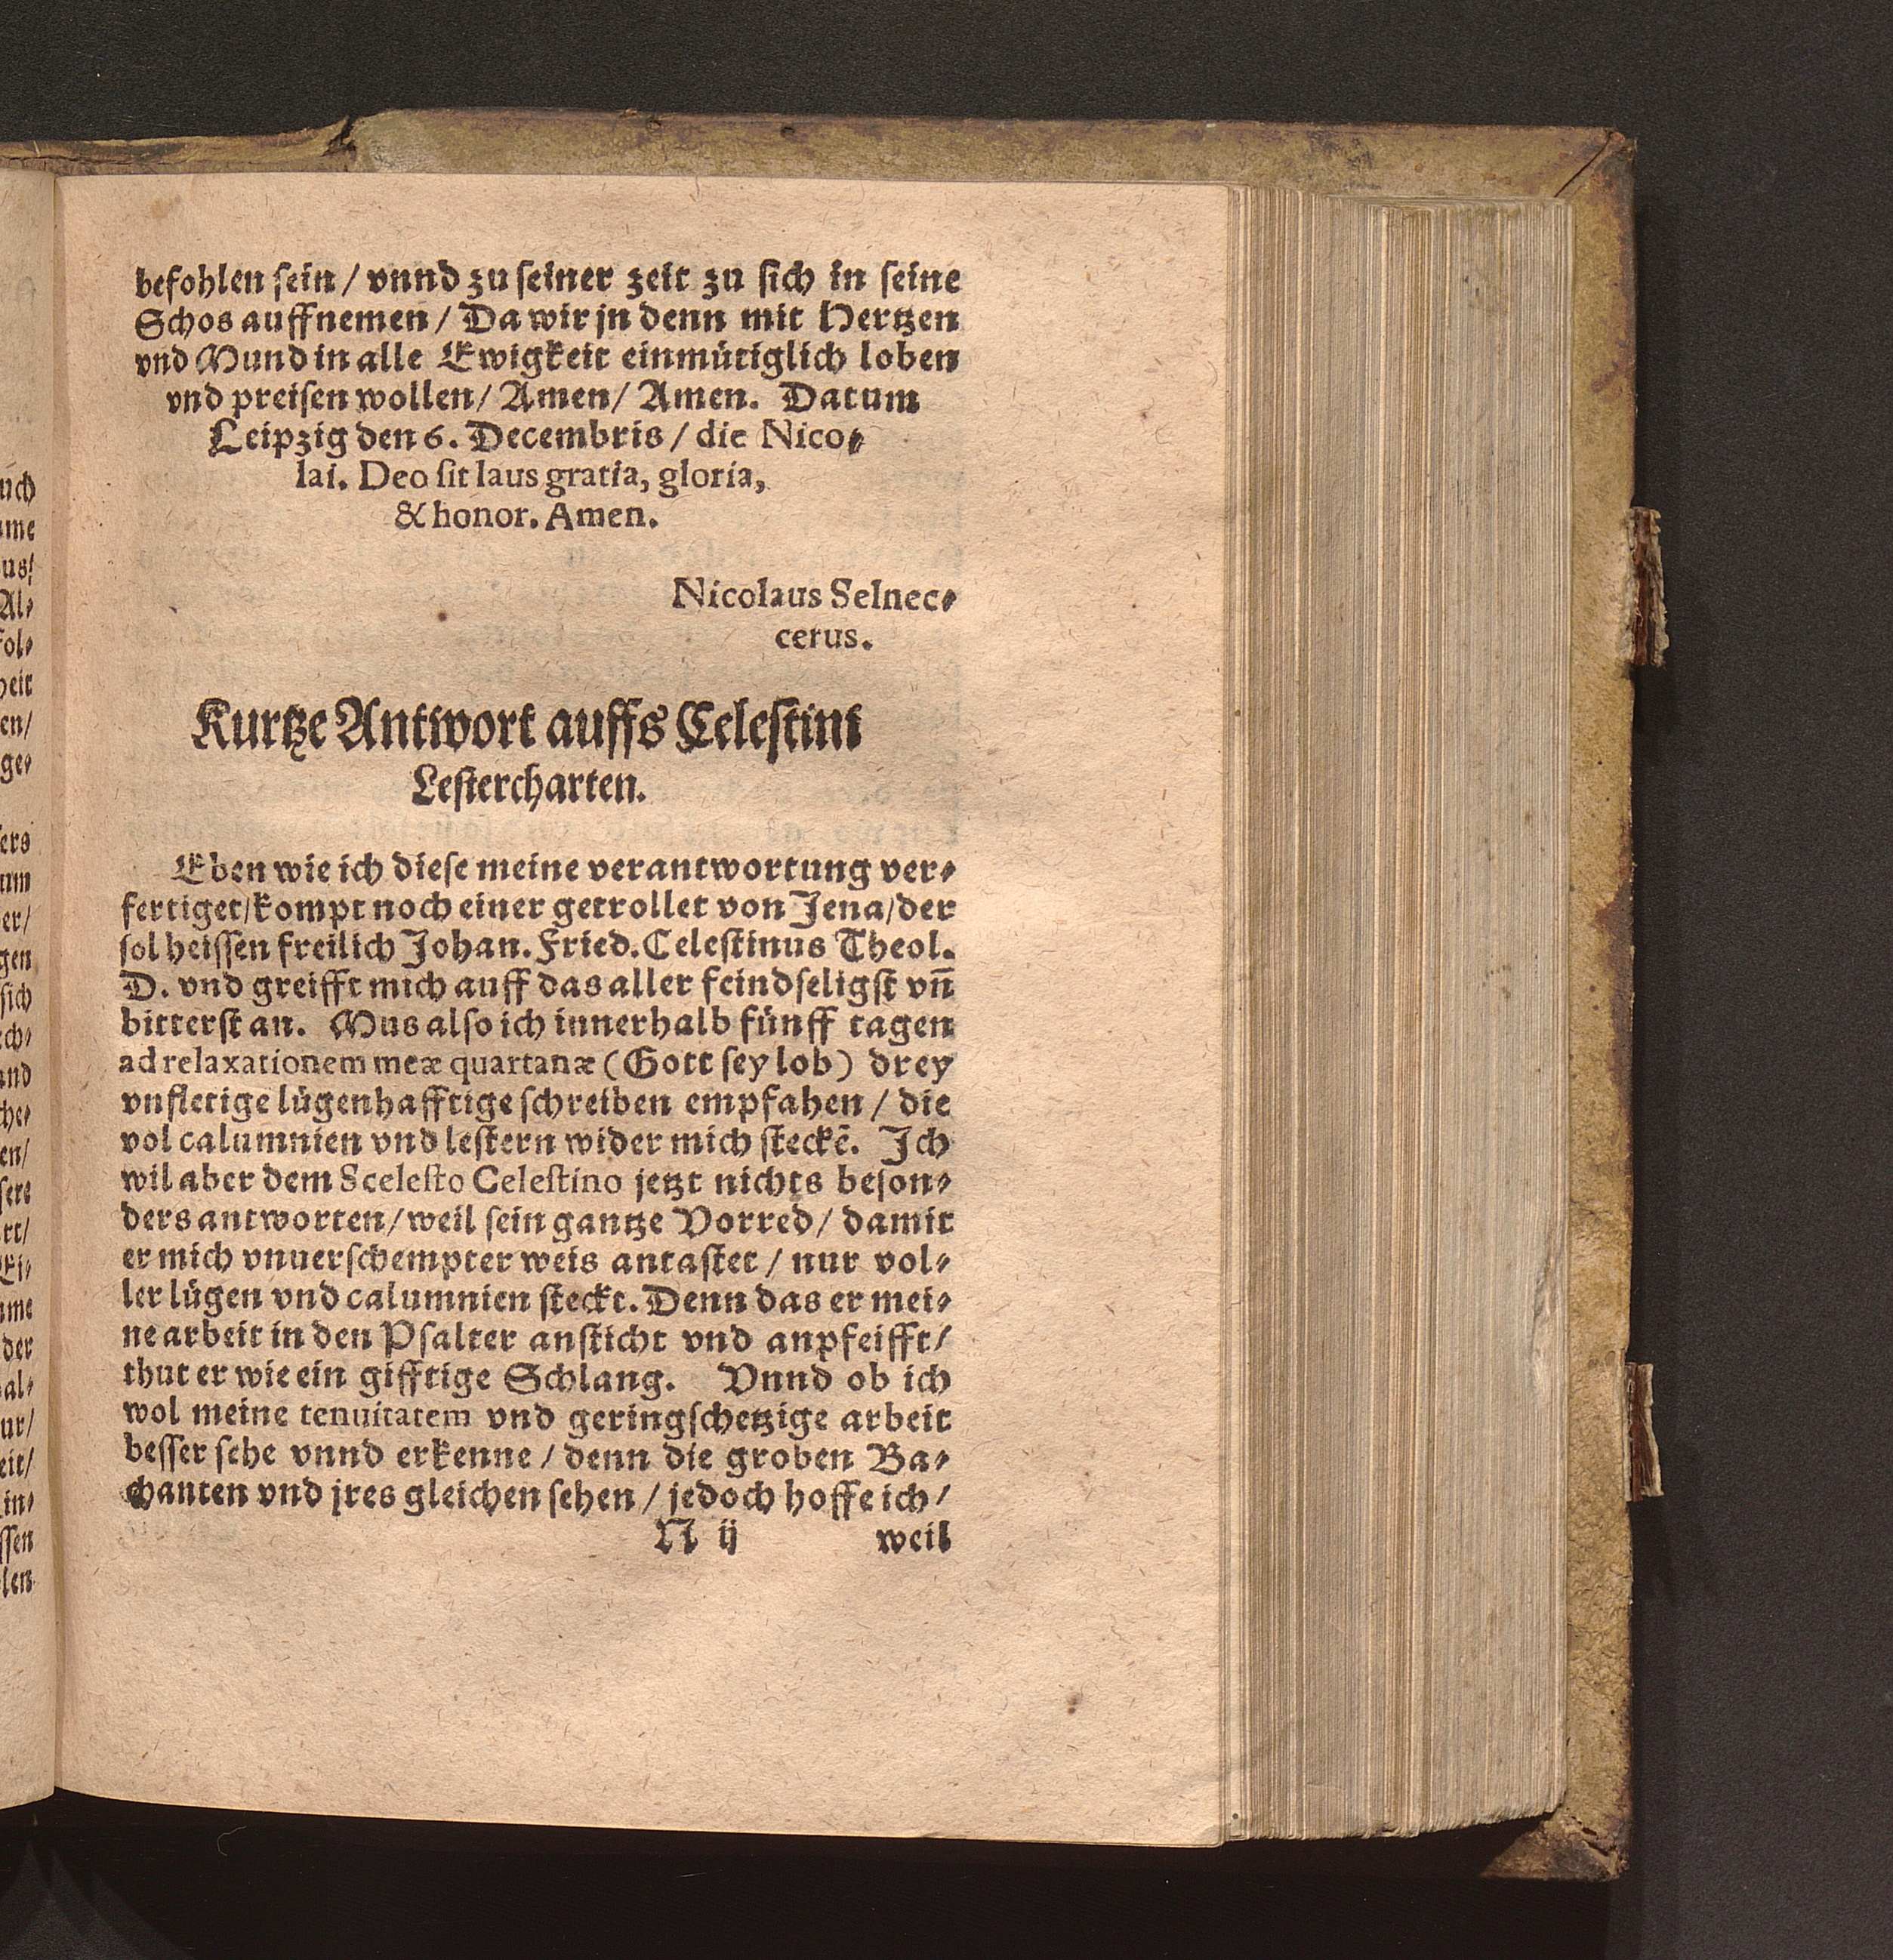 befohlen sein / vnnd zu seiner zeit zu sich in seine
Schos auffnemen / Da wir jn denn mit Hertzen
vnd Mund in alle Ewigkeit einmütiglich loben
vnd preisen wollen / Amen / Amen. Datum
Leipzig den 6. Decembris / die Nico-
lai. Deo sit laus gratia, gloria,
& honor. Amen.
Nicolaus Selnec-
cerus.
Kurtze Antwort auffs Celestini
Lestercharten.
Eben wie ich diese meine verantwortung ver-
fertiget / kompt noch einer getrollet von Jena / der
sol heissen freilich Johan. Fried. Celestinus Theol.
D. vnd greifft mich auff das aller feindseligst vñ
bitterst an. Mus also ich innerhalb fünff tagen
ad relaxationem meæ quartanæ (Gott sey lob) drey
vnfletige lügenhafftige schreiben empfahen / die
vol calumnien vnd lestern wider mich steckẽ. Ich
wil aber dem Scelesto Celestino jetzt nichts beson-
ders antworten / weil sein gantze Vorred / damit
er mich vnuerschempter weis antastet / nur vol-
ler lügen vnd calumnien steckt. Denn das er mei-
ne arbeit in den Psalter ansticht vnd anpfeifft /
thut er wie ein gifftige Schlang. Vnnd ob ich
wol meine tenuitatem vnd geringschetzige arbeit
besser sehe vnnd erkenne / denn die groben Ba-
chanten vnd jres gleichen sehen / jedoch hoffe ich /
N ij weil